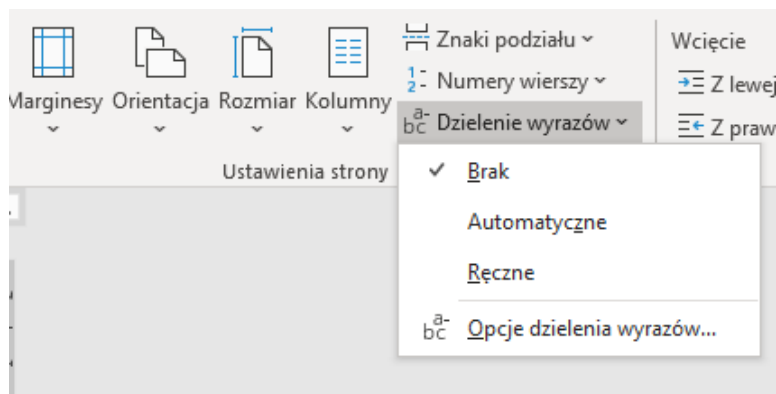 Marginesy Orientacja Rozmiar Kolumny
Znaki podziału
Numery wierszy
Dzielenie wyrazów
Ustawienia strony
Wcięcie
Z lewej
Z praw
Brak
Automatyczne
Ręczne
Opcje dzielenia wyrazów...